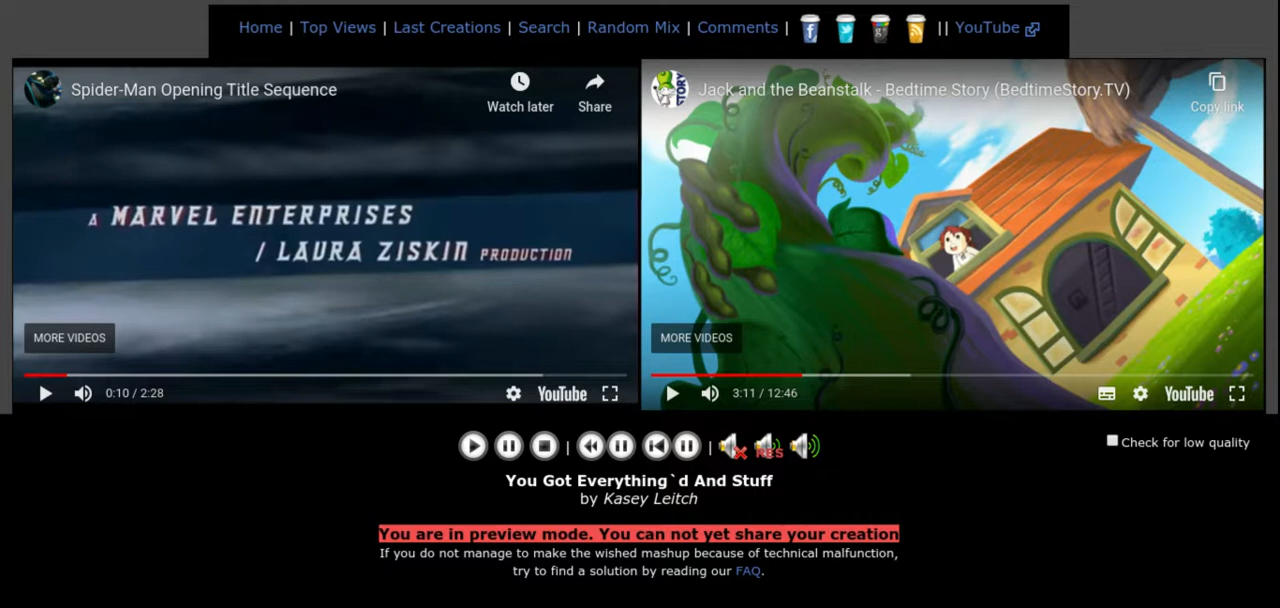 Home | Top Views | Last Creations | Search | Random Mix | Comments | f g+ || YouTube
Spider-Man Opening Title Sequence
Watch later
Share
A MARVEL ENTERPRISES
/ LAURA ZISKIN PRODUCTION
MORE VIDEOS
0:10 / 2:28
YouTube
STORY
Jack and the Beanstalk - Bedtime Story (BedtimeStory.TV)
Copy link
MORE VIDEOS
3:11 / 12:46
YouTube
| | RES
Check for low quality
You Got Everything`d And Stuff
by Kasey Leitch
You are in preview mode. You can not yet share your creation
If you do not manage to make the wished mashup because of technical malfunction,
try to find a solution by reading our FAQ.